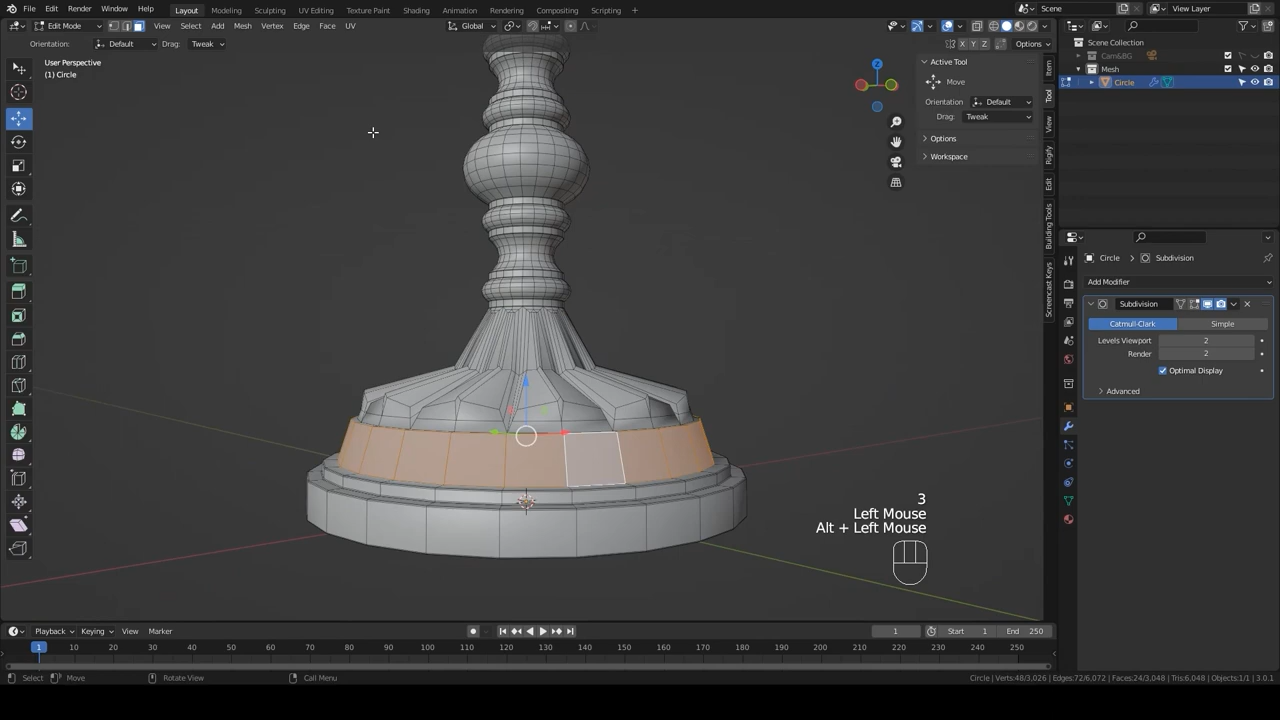 File Edit Render Window Help Layout Modeling Sculpting UV Editing Texture Paint Shading Animation Rendering Compositing Scripting + Scene View Layer
Edit Mode View Select Add Mesh Vertex Edge Face UV Global
Orientation: Default Drag: Tweak X Y Z Options
User Perspective
(1) Circle
Z
Active Tool
Move
Orientation Default
Drag: Tweak
Options
Workspace
Item
Tool
View
Rigify
Edit
Building Tools
Screencast Keys
Scene Collection
Cam&BG
Mesh
Circle
Circle > Subdivision
Add Modifier
Subdivision
Catmull-Clark Simple
Levels Viewport 2
Render 2
Optimal Display
Advanced
3
Left Mouse
Alt + Left Mouse
Playback Keying View Marker 1 Start 1 End 250
1 10 20 30 40 50 60 70 80 90 100 110 120 130 140 150 160 170 180 190 200 210 220 230 240 250
Select Move Rotate View Call Menu Circle | Verts:48/3,026 | Edges:72/6,072 | Faces:24/3,048 | Tris:6,048 | Objects:1/1 | 3.0.1